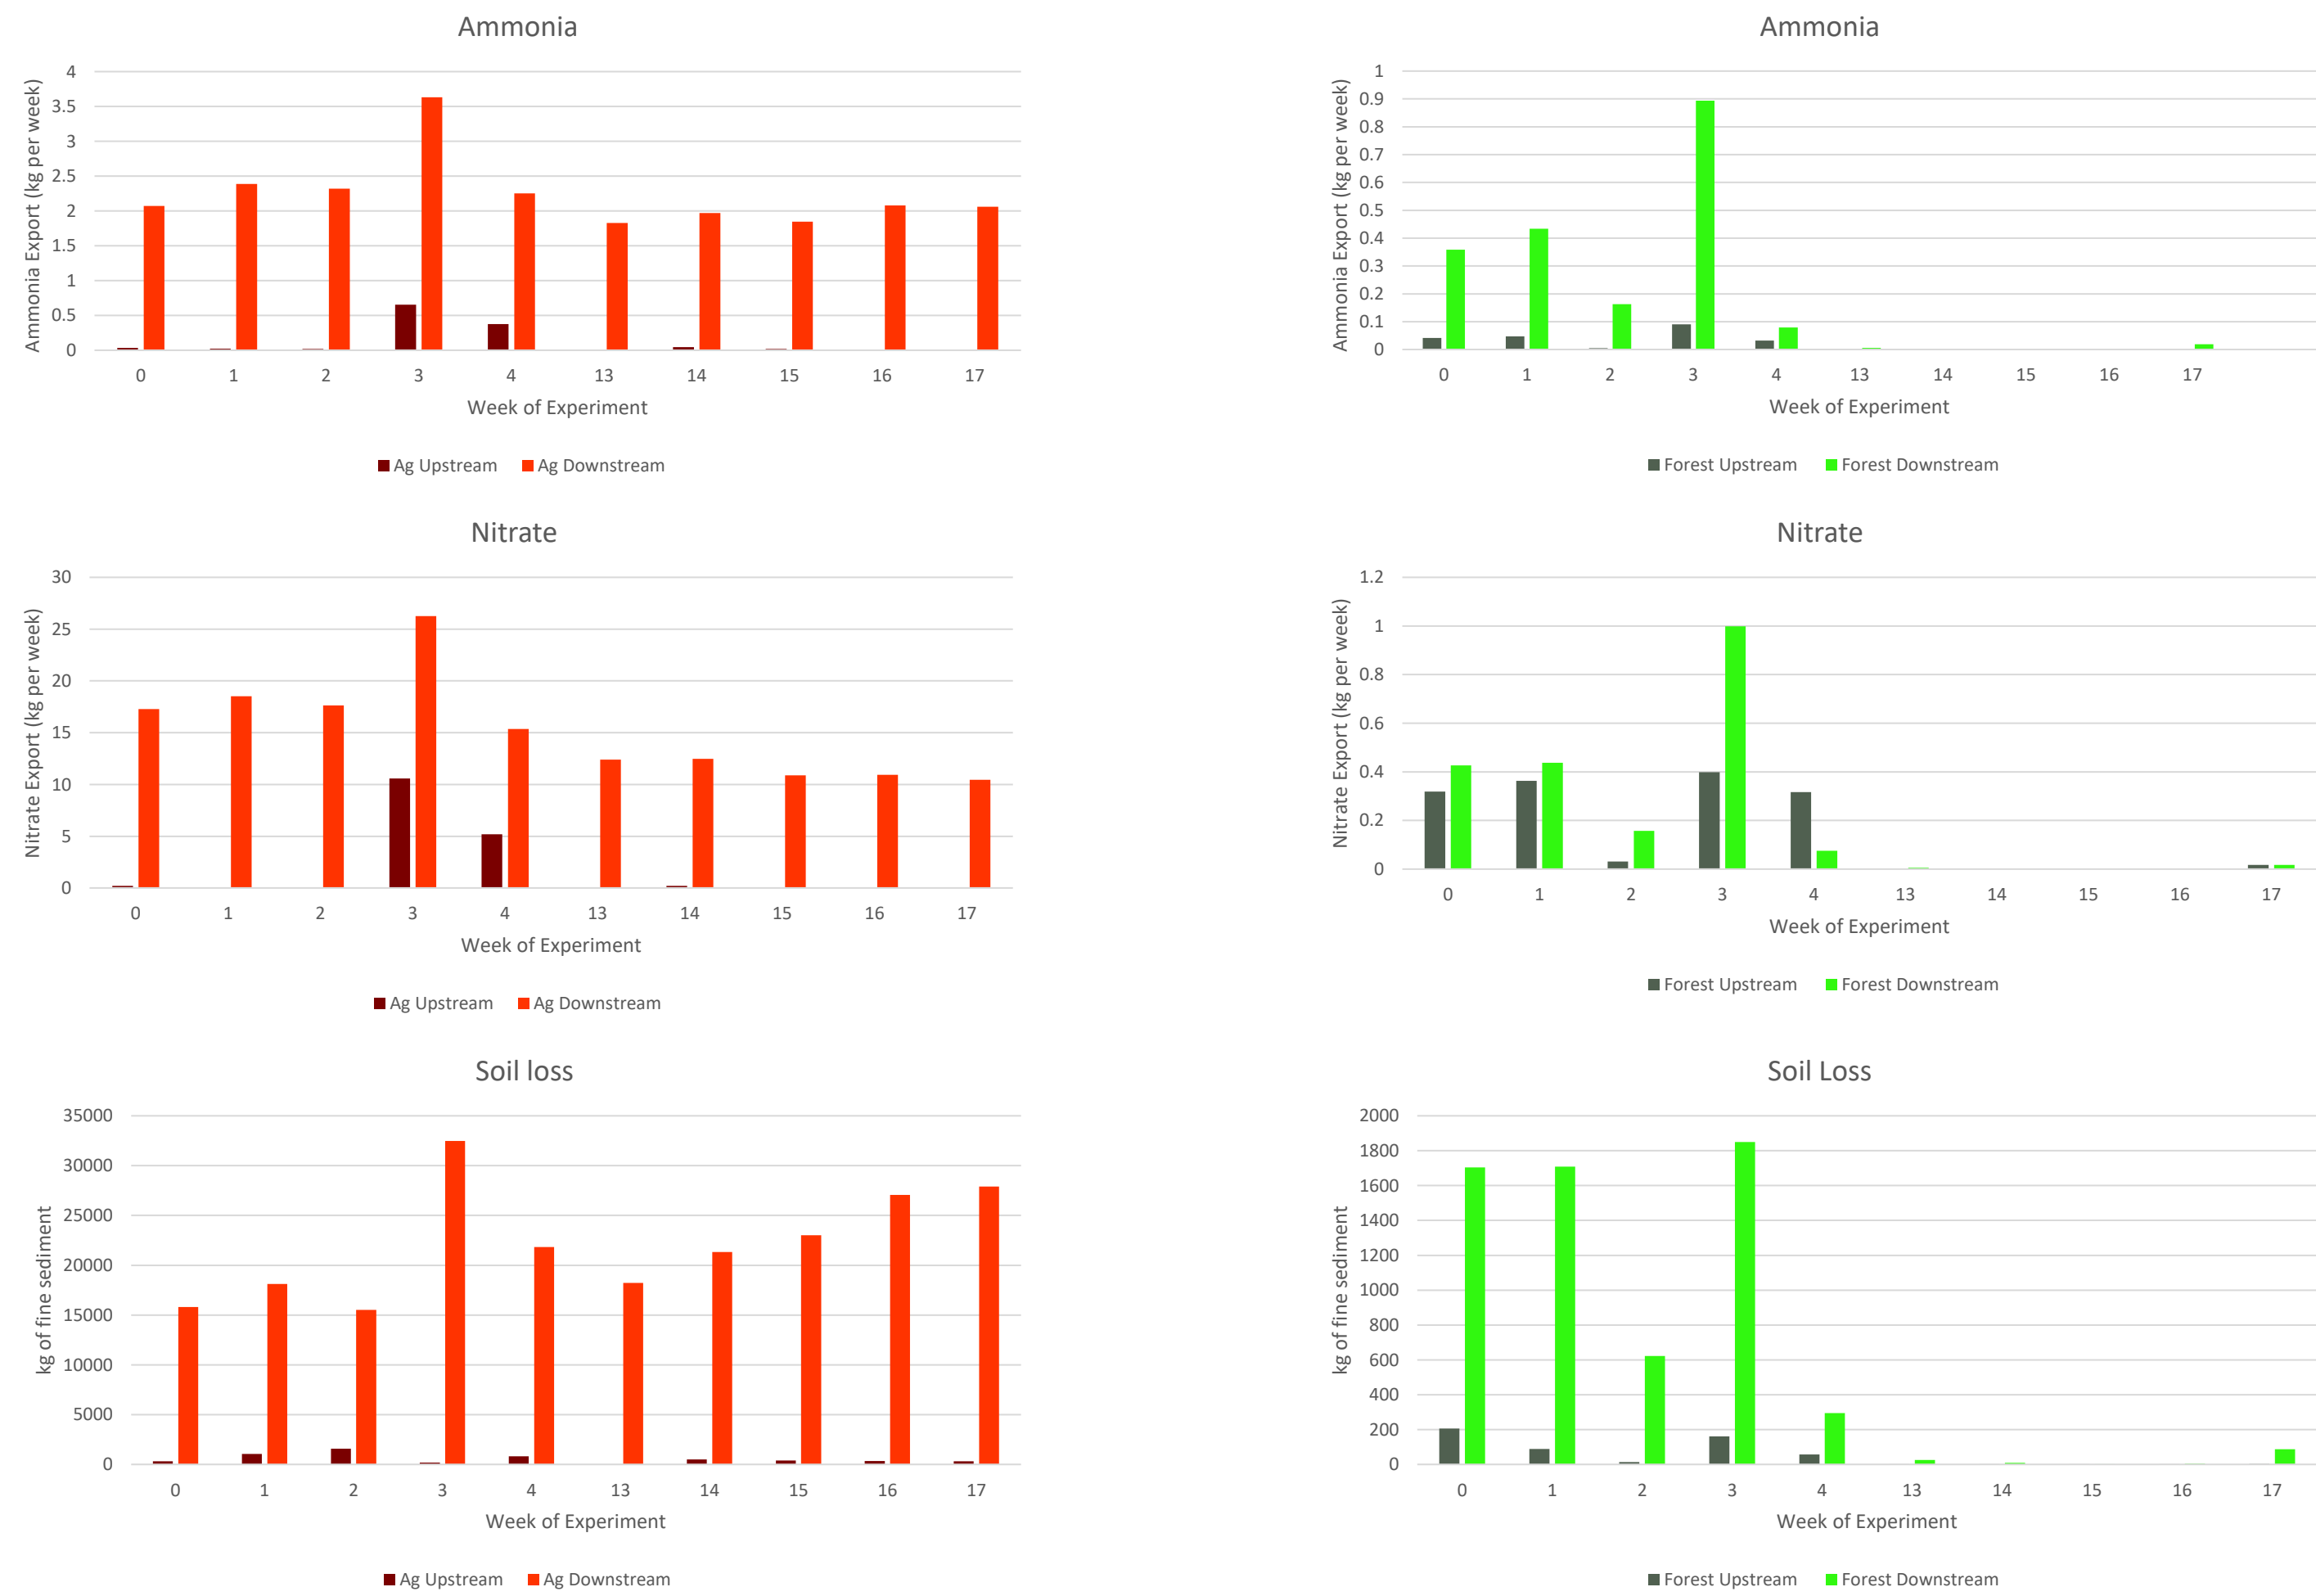 Ammonia
4
3.5
3
2.5
2
1.5
1
0.5
0
Ammonia Export (kg per week)
0 1 2 3 4 13 14 15 16 17
Week of Experiment
Ag Upstream Ag Downstream
Ammonia
1
0.9
0.8
0.7
0.6
0.5
0.4
0.3
0.2
0.1
0
Ammonia Export (kg per week)
0 1 2 3 4 13 14 15 16 17
Week of Experiment
Forest Upstream Forest Downstream
Nitrate
30
25
20
15
10
5
0
Nitrate Export (kg per week)
0 1 2 3 4 13 14 15 16 17
Week of Experiment
Ag Upstream Ag Downstream
Nitrate
1.2
1
0.8
0.6
0.4
0.2
0
Nitrate Export (kg per week)
0 1 2 3 4 13 14 15 16 17
Week of Experiment
Forest Upstream Forest Downstream
Soil loss
35000
30000
25000
20000
15000
10000
5000
0
kg of fine sediment
0 1 2 3 4 13 14 15 16 17
Week of Experiment
Ag Upstream Ag Downstream
Soil Loss
2000
1800
1600
1400
1200
1000
800
600
400
200
0
kg of fine sediment
0 1 2 3 4 13 14 15 16 17
Week of Experiment
Forest Upstream Forest Downstream